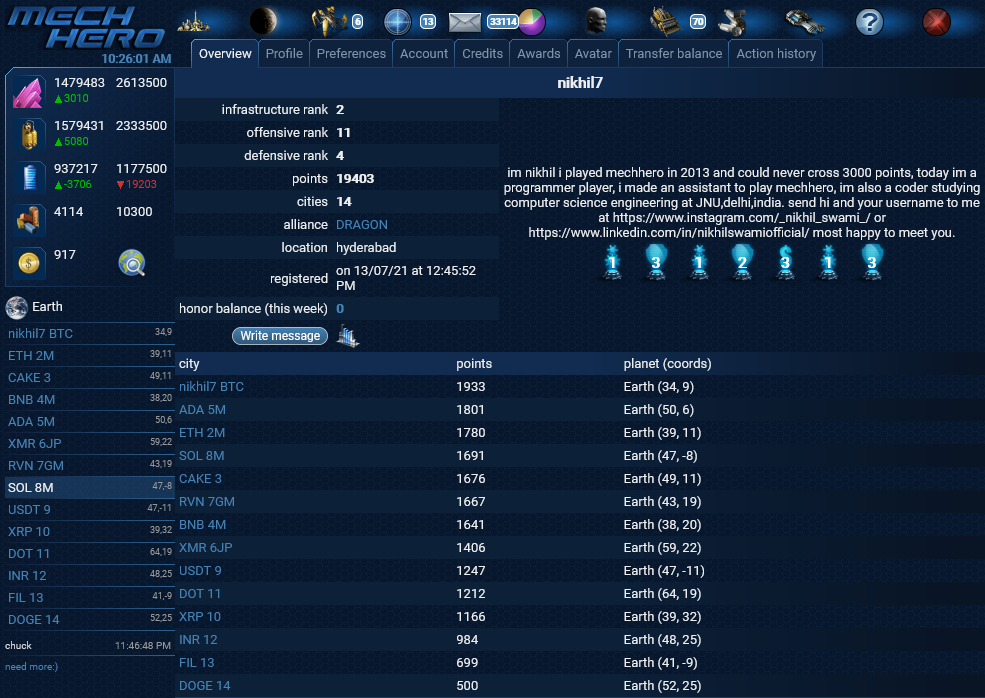 MECH
HERO
10:26:01 AM
6
13
33114
70
?
Overview Profile Preferences Account Credits Awards Avatar Transfer balance Action history
1479483 2613500
▲3010
1579431 2333500
▲5080
937217 1177500
▲-3706 ▼19203
4114 10300
917
Earth
nikhil7 BTC 34,9
ETH 2M 39,11
CAKE 3 49,11
BNB 4M 38,20
ADA 5M 50,6
XMR 6JP 59,22
RVN 7GM 43,19
SOL 8M 47,-8
USDT 9 47,-11
XRP 10 39,32
DOT 11 64,19
INR 12 48,25
FIL 13 41,-9
DOGE 14 52,25
chuck 11:46:48 PM
need more:)
nikhil7
infrastructure rank 2
offensive rank 11
defensive rank 4
points 19403
cities 14
alliance DRAGON
location hyderabad
registered on 13/07/21 at 12:45:52
PM
honor balance (this week) 0
Write message
im nikhil i played mechhero in 2013 and could never cross 3000 points, today im a
programmer player, i made an assistant to play mechhero, im also a coder studying
computer science engineering at JNU,delhi,india. send hi and your username to me
at https://www.instagram.com/_nikhil_swami_/ or
https://www.linkedin.com/in/nikhilswamiofficial/ most happy to meet you.
1 3 1 2 3 1 3
city points planet (coords)
nikhil7 BTC 1933 Earth (34, 9)
ADA 5M 1801 Earth (50, 6)
ETH 2M 1780 Earth (39, 11)
SOL 8M 1691 Earth (47, -8)
CAKE 3 1676 Earth (49, 11)
RVN 7GM 1667 Earth (43, 19)
BNB 4M 1641 Earth (38, 20)
XMR 6JP 1406 Earth (59, 22)
USDT 9 1247 Earth (47, -11)
DOT 11 1212 Earth (64, 19)
XRP 10 1166 Earth (39, 32)
INR 12 984 Earth (48, 25)
FIL 13 699 Earth (41, -9)
DOGE 14 500 Earth (52, 25)